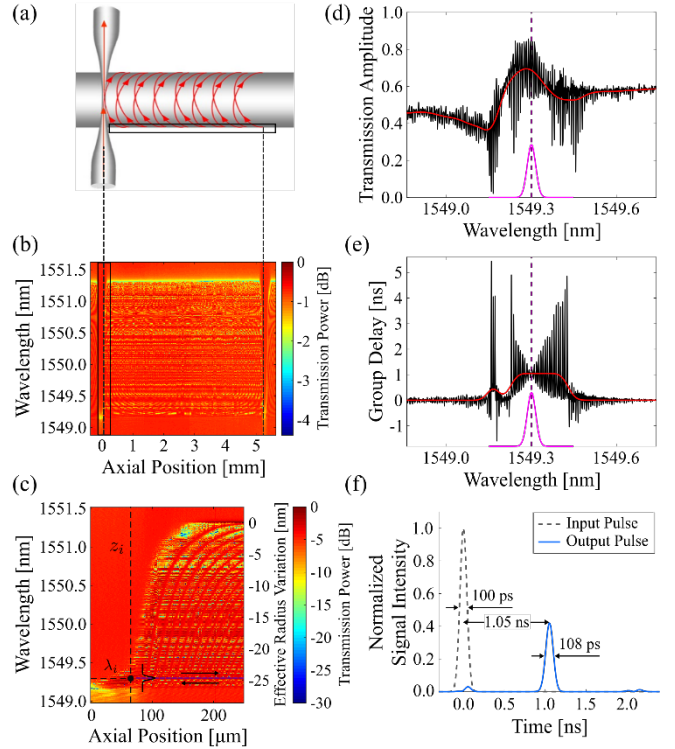 (a)
(b)
Wavelength [nm]
1551.5
1551.0
1550.5
1550.0
1549.5
1549.0
0 1 2 3 4 5
Axial Position [mm]
0
-1
-2
-3
-4
Transmission Power [dB]
(c)
Wavelength [nm]
1551.5
1551.0
1550.5
1550.0
1549.5
1549.0
zi
λi
0 100 200
Axial Position [μm]
0
-5
-10
-15
-20
-25
Effective Radius Variation [nm]
0
-5
-10
-15
-20
-25
-30
Transmission Power [dB]
(d)
Transmission Amplitude
1.0
0.8
0.6
0.4
0.2
0.0
1549.0 1549.3 1549.6
Wavelength [nm]
(e)
Group Delay [ns]
5
4
3
2
1
0
-1
1549.0 1549.3 1549.6
Wavelength [nm]
(f)
Normalized
Signal Intensity
1.0
0.8
0.6
0.4
0.2
0.0
Input Pulse
Output Pulse
100 ps
1.05 ns
108 ps
0.0 1.0 2.0
Time [ns]